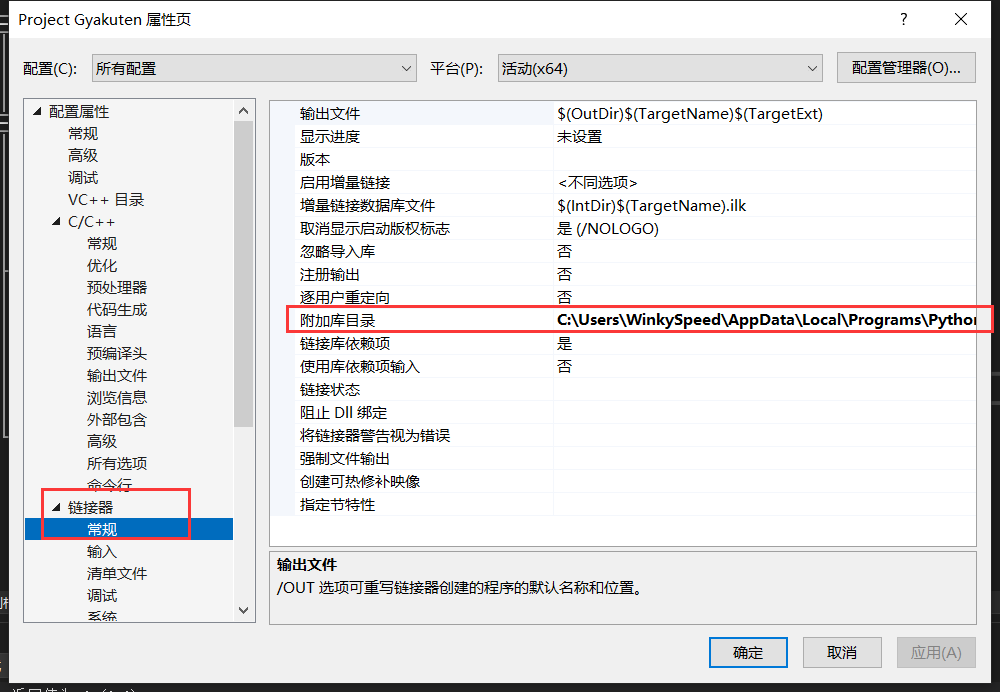 Project Gyakuten 属性页
配置(C): 所有配置 平台(P): 活动(x64) 配置管理器(O)...
配置属性
常规
高级
调试
VC++ 目录
C/C++
常规
优化
预处理器
代码生成
语言
预编译头
输出文件
浏览信息
外部包含
高级
所有选项
命令行
链接器
常规
输入
清单文件
调试
系统
输出文件 $(OutDir)$(TargetName)$(TargetExt)
显示进度 未设置
版本
启用增量链接 <不同选项>
增量链接数据库文件 $(IntDir)$(TargetName).ilk
取消显示启动版权标志 是 (/NOLOGO)
忽略导入库 否
注册输出 否
逐用户重定向 否
附加库目录 C:\Users\WinkySpeed\AppData\Local\Programs\Python
链接库依赖项 是
使用库依赖项输入 否
链接状态
阻止 Dll 绑定
将链接器警告视为错误
强制文件输出
创建可热修补映像
指定节特性
输出文件
/OUT 选项可重写链接器创建的程序的默认名称和位置。
确定 取消 应用(A)